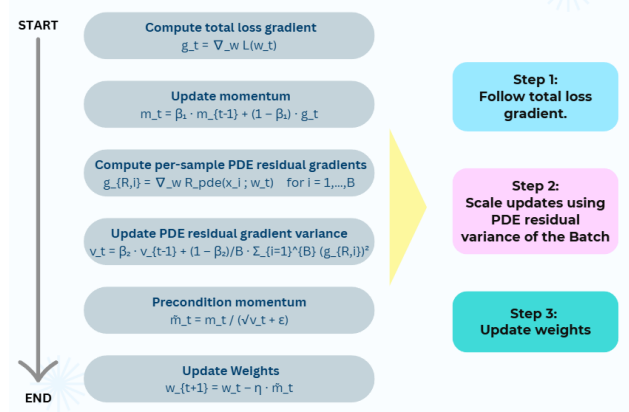 START
Compute total loss gradient
g_t = ∇_w L(w_t)
Update momentum
m_t = β₁ · m_{t-1} + (1 − β₁) · g_t
Compute per-sample PDE residual gradients
g_{R,i} = ∇_w R_pde(x_i ; w_t) for i = 1,...,B
Update PDE residual gradient variance
v_t = β₂ · v_{t-1} + (1 − β₂)/B · Σ_{i=1}^{B} (g_{R,i})²
Precondition momentum
m̃_t = m_t / (√v_t + ε)
Update Weights
w_{t+1} = w_t − η · m̃_t
END
Step 1:
Follow total loss
gradient.
Step 2:
Scale updates using
PDE residual
variance of the Batch
Step 3:
Update weights